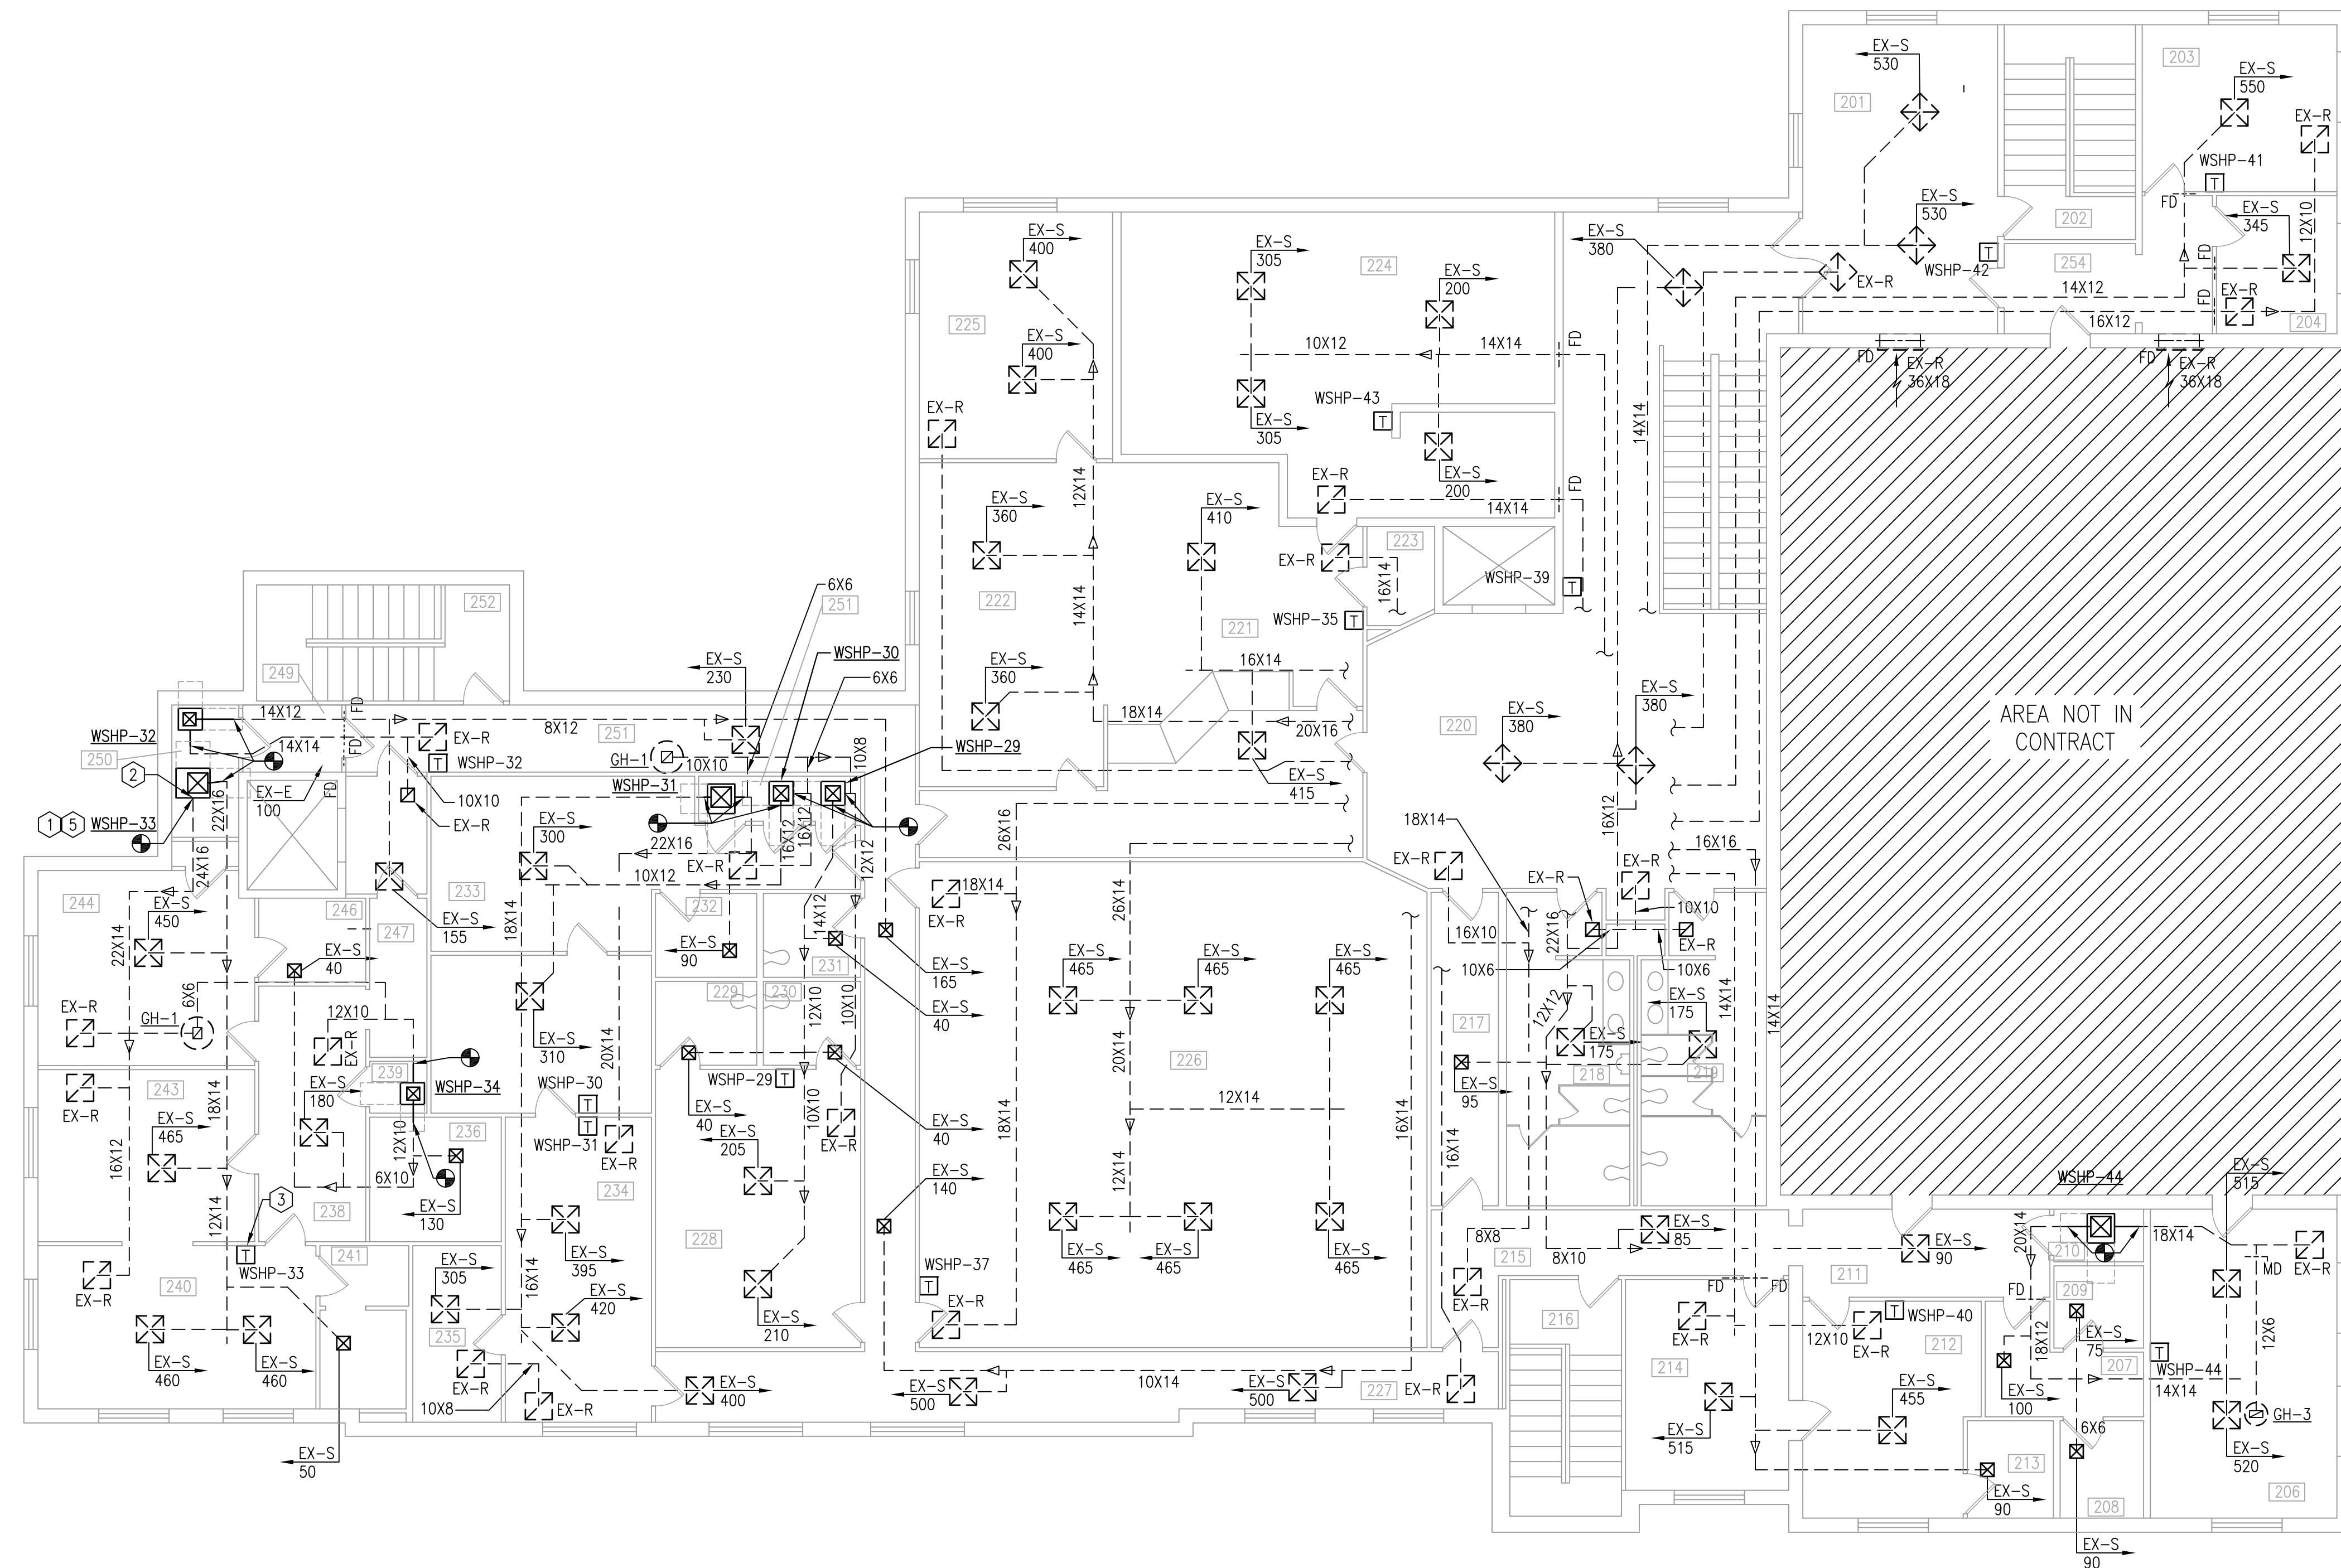 EX-S
530
201
203
EX-S
550
EX-R
WSHP-41
T
FD
EX-S
345
12X10
EX-S
530
202
T
WSHP-42
EX-R
254
14X12
FD
FD
EX-R
204
16X12
FD
EX-R
36X18
FD
EX-R
36X18
AREA NOT IN
CONTRACT
EX-S
380
14X14
EX-S
400
225
EX-S
400
EX-R
EX-S
305
224
EX-S
200
10X12
14X14
FD
WSHP-43
T
EX-S
305
EX-S
200
EX-R
14X14
FD
12X14
EX-S
360
EX-S
410
EX-R
223
16X14
WSHP-39
T
222
14X14
221
WSHP-35
T
16X14
EX-S
360
18X14
20X16
EX-S
415
220
EX-S
380
EX-S
380
252
249
6X6
251
WSHP-30
6X6
EX-S
230
14X12
FD
8X12
251
WSHP-32
14X14
FD
EX-R
T
WSHP-32
GH-1
10X10
10X8
WSHP-29
250
2
EX-E
100
FD
10X10
EX-R
WSHP-31
22X16
1
5
WSHP-33
24X16
EX-S
300
22X16
EX-R
16X12
16X12
12X12
10X12
26X16
18X14
16X12
16X16
EX-R
EX-R
EX-R
10X10
EX-R
244
EX-S
450
246
247
EX-S
155
233
18X14
232
EX-S
90
14X12
231
EX-S
165
EX-S
40
EX-R
18X14
26X14
16X10
22X16
10X6
10X6
22X14
EX-S
40
6X6
EX-R
GH-1
12X10
EX-R
229
230
12X10
10X10
EX-S
465
EX-S
465
EX-S
465
12X12
EX-S
175
EX-S
175
14X14
14X14
217
218
219
EX-S
310
20X14
20X14
226
EX-R
243
EX-S
465
18X14
16X12
EX-S
180
239
WSHP-34
12X10
236
WSHP-30
T
T
WSHP-31
EX-R
WSHP-29
T
EX-S
40
EX-S
205
10X10
EX-R
EX-S
40
18X14
12X14
12X14
16X14
16X14
EX-S
95
12X14
3
T
WSHP-33
238
6X10
EX-S
130
234
EX-S
140
228
EX-S
465
EX-S
465
EX-S
465
EX-R
240
241
EX-S
305
EX-S
395
16X14
EX-S
420
WSHP-37
T
EX-R
8X8
215
EX-S
85
8X10
EX-S
90
EX-R
EX-S
460
EX-S
460
235
EX-R
10X8
EX-R
EX-S
210
EX-S
400
EX-S
500
10X14
EX-S
500
227
EX-R
EX-S
50
216
FD
FD
EX-R
214
EX-S
515
211
12X10
T
WSHP-40
EX-R
212
EX-S
455
213
EX-S
90
WSHP-44
20X14
210
18X14
EX-S
515
MD
EX-R
FD
209
18X12
EX-S
75
207
T
WSHP-44
14X14
12X6
EX-S
100
6X6
GH-3
EX-S
520
208
206
EX-S
90